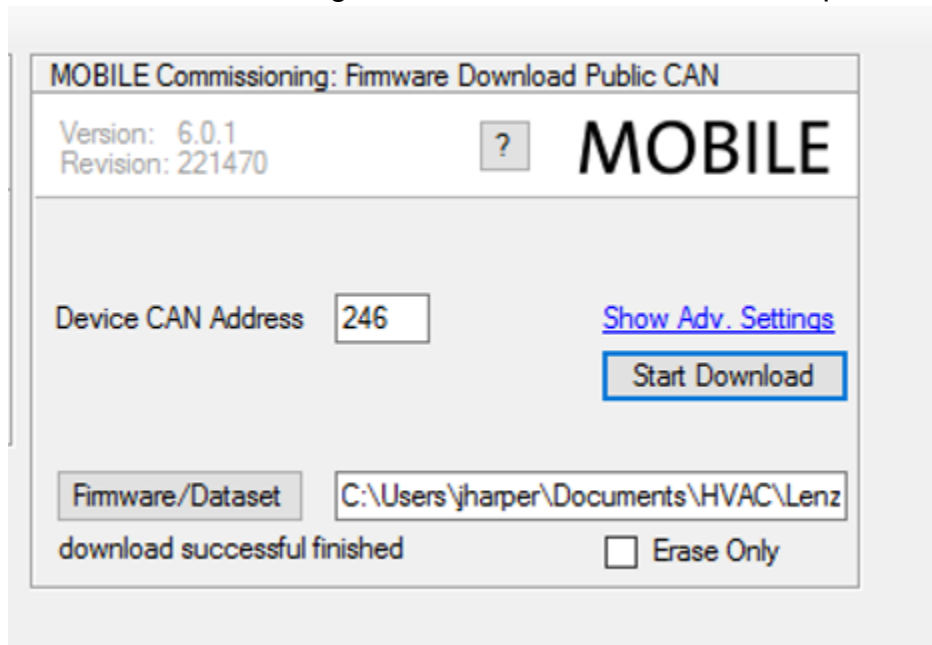 MOBILE Commissioning: Firmware Download Public CAN
Version: 6.0.1
Revision: 221470
?
MOBILE
Device CAN Address 246
Show Adv. Settings
Start Download
Firmware/Dataset C:\Users\jharper\Documents\HVAC\Lenz
download successful finished
Erase Only